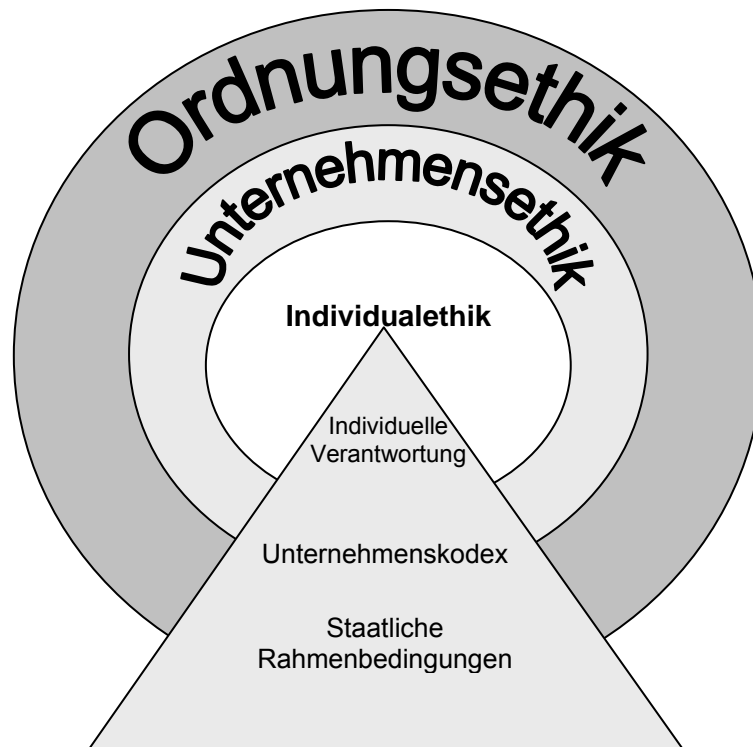 Ordnungsethik
Unternehmensethik
Individualethik
Individuelle
Verantwortung
Unternehmenskodex
Staatliche
Rahmenbedingungen